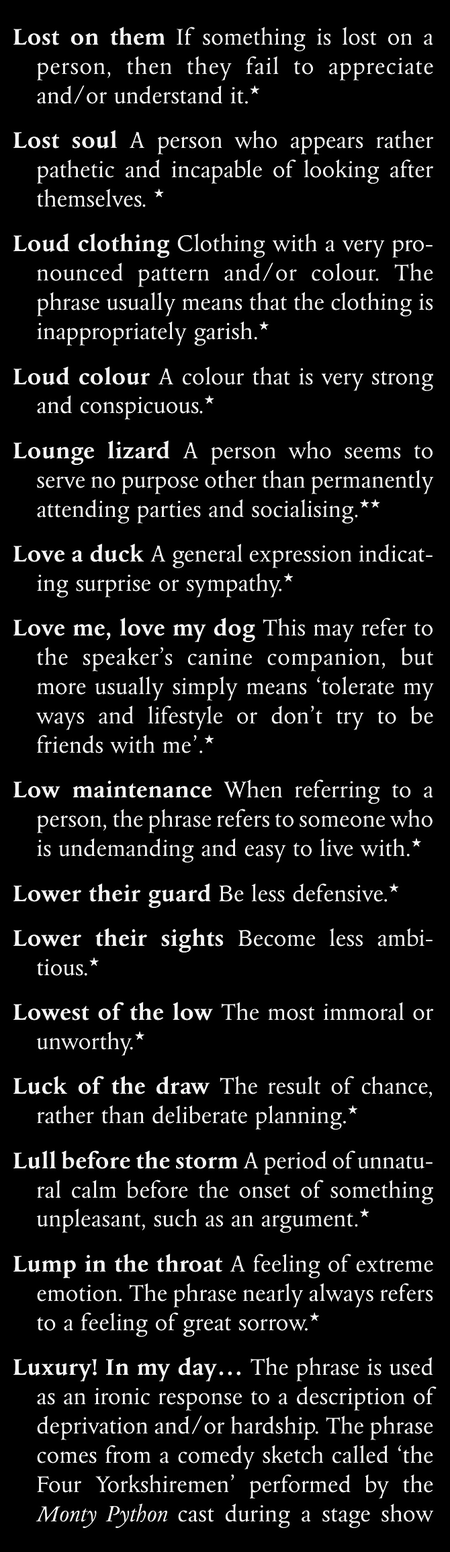 Lost on them If something is lost on a
person, then they fail to appreciate
and/or understand it.★
Lost soul A person who appears rather
pathetic and incapable of looking after
themselves. ★
Loud clothing Clothing with a very pro-
nounced pattern and/or colour. The
phrase usually means that the clothing is
inappropriately garish.★
Loud colour A colour that is very strong
and conspicuous.★
Lounge lizard A person who seems to
serve no purpose other than permanently
attending parties and socialising.★★
Love a duck A general expression indicat-
ing surprise or sympathy.★
Love me, love my dog This may refer to
the speaker’s canine companion, but
more usually simply means ‘tolerate my
ways and lifestyle or don’t try to be
friends with me’.★
Low maintenance When referring to a
person, the phrase refers to someone who
is undemanding and easy to live with.★
Lower their guard Be less defensive.★
Lower their sights Become less ambi-
tious.★
Lowest of the low The most immoral or
unworthy.★
Luck of the draw The result of chance,
rather than deliberate planning.★
Lull before the storm A period of unnatu-
ral calm before the onset of something
unpleasant, such as an argument.★
Lump in the throat A feeling of extreme
emotion. The phrase nearly always refers
to a feeling of great sorrow.★
Luxury! In my day… The phrase is used
as an ironic response to a description of
deprivation and/or hardship. The phrase
comes from a comedy sketch called ‘the
Four Yorkshiremen’ performed by the
Monty Python cast during a stage show